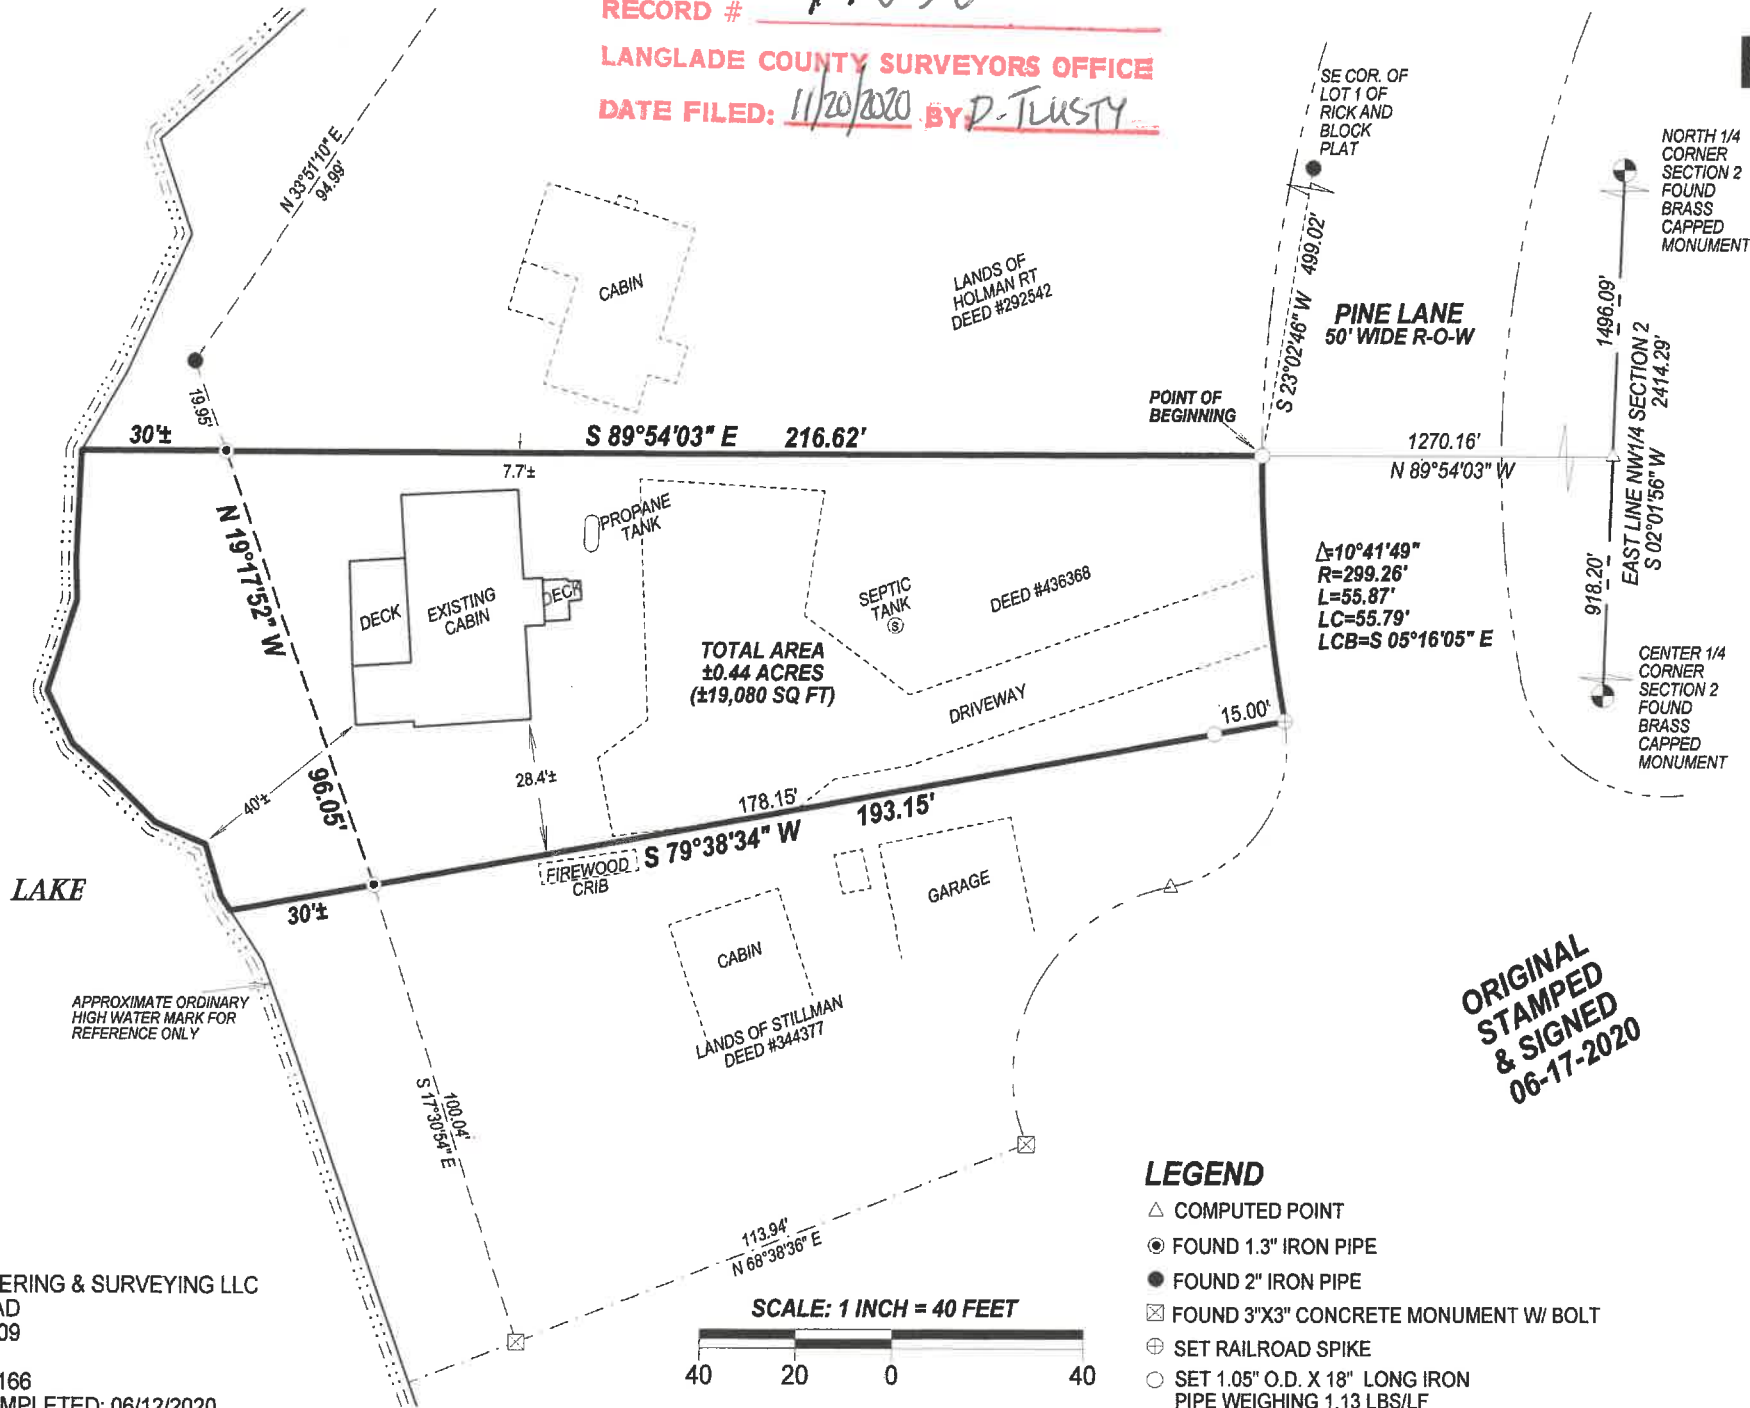 RECORD #
LANGLADE COUNTY SURVEYORS OFFICE
DATE FILED: 11/20/2020 BY: D. TLUSTY
SE COR. OF
LOT 1 OF
RICK AND
BLOCK
PLAT
NORTH 1/4
CORNER
SECTION 2
FOUND
BRASS
CAPPED
MONUMENT
N 33°51'10" E
94.99'
CABIN
LANDS OF
HOLMAN RT
DEED #292542
S 23°02'46" W 499.02'
PINE LANE
50' WIDE R-O-W
1496.09'
EAST LINE NW1/4 SECTION 2
S 02°01'56" W 2414.29'
19.95'
POINT OF
BEGINNING
30'±
S 89°54'03" E 216.62'
1270.16'
N 89°54'03" W
7.7'±
PROPANE
TANK
N 19°17'52" W
96.05'
DECK
EXISTING
CABIN
DECK
SEPTIC
TANK
S
DEED #436368
Δ=10°41'49"
R=299.26'
L=55.87'
LC=55.79'
LCB=S 05°16'05" E
918.20'
TOTAL AREA
±0.44 ACRES
(±19,080 SQ FT)
CENTER 1/4
CORNER
SECTION 2
FOUND
BRASS
CAPPED
MONUMENT
DRIVEWAY
15.00'
28.4'±
40'±
178.15'
S 79°38'34" W 193.15'
FIREWOOD
CRIB
GARAGE
LAKE
30'±
CABIN
LANDS OF STILLMAN
DEED #344377
APPROXIMATE ORDINARY
HIGH WATER MARK FOR
REFERENCE ONLY
ORIGINAL
STAMPED
& SIGNED
06-17-2020
100.04'
S 17°30'54" E
113.94'
N 68°38'36" E
LEGEND
COMPUTED POINT
FOUND 1.3" IRON PIPE
FOUND 2" IRON PIPE
FOUND 3"X3" CONCRETE MONUMENT W/ BOLT
SET RAILROAD SPIKE
SET 1.05" O.D. X 18" LONG IRON
PIPE WEIGHING 1.13 LBS/LF
SCALE: 1 INCH = 40 FEET
40 20 0 40
ERING & SURVEYING LLC
AD
09
166
MPLETED: 06/12/2020